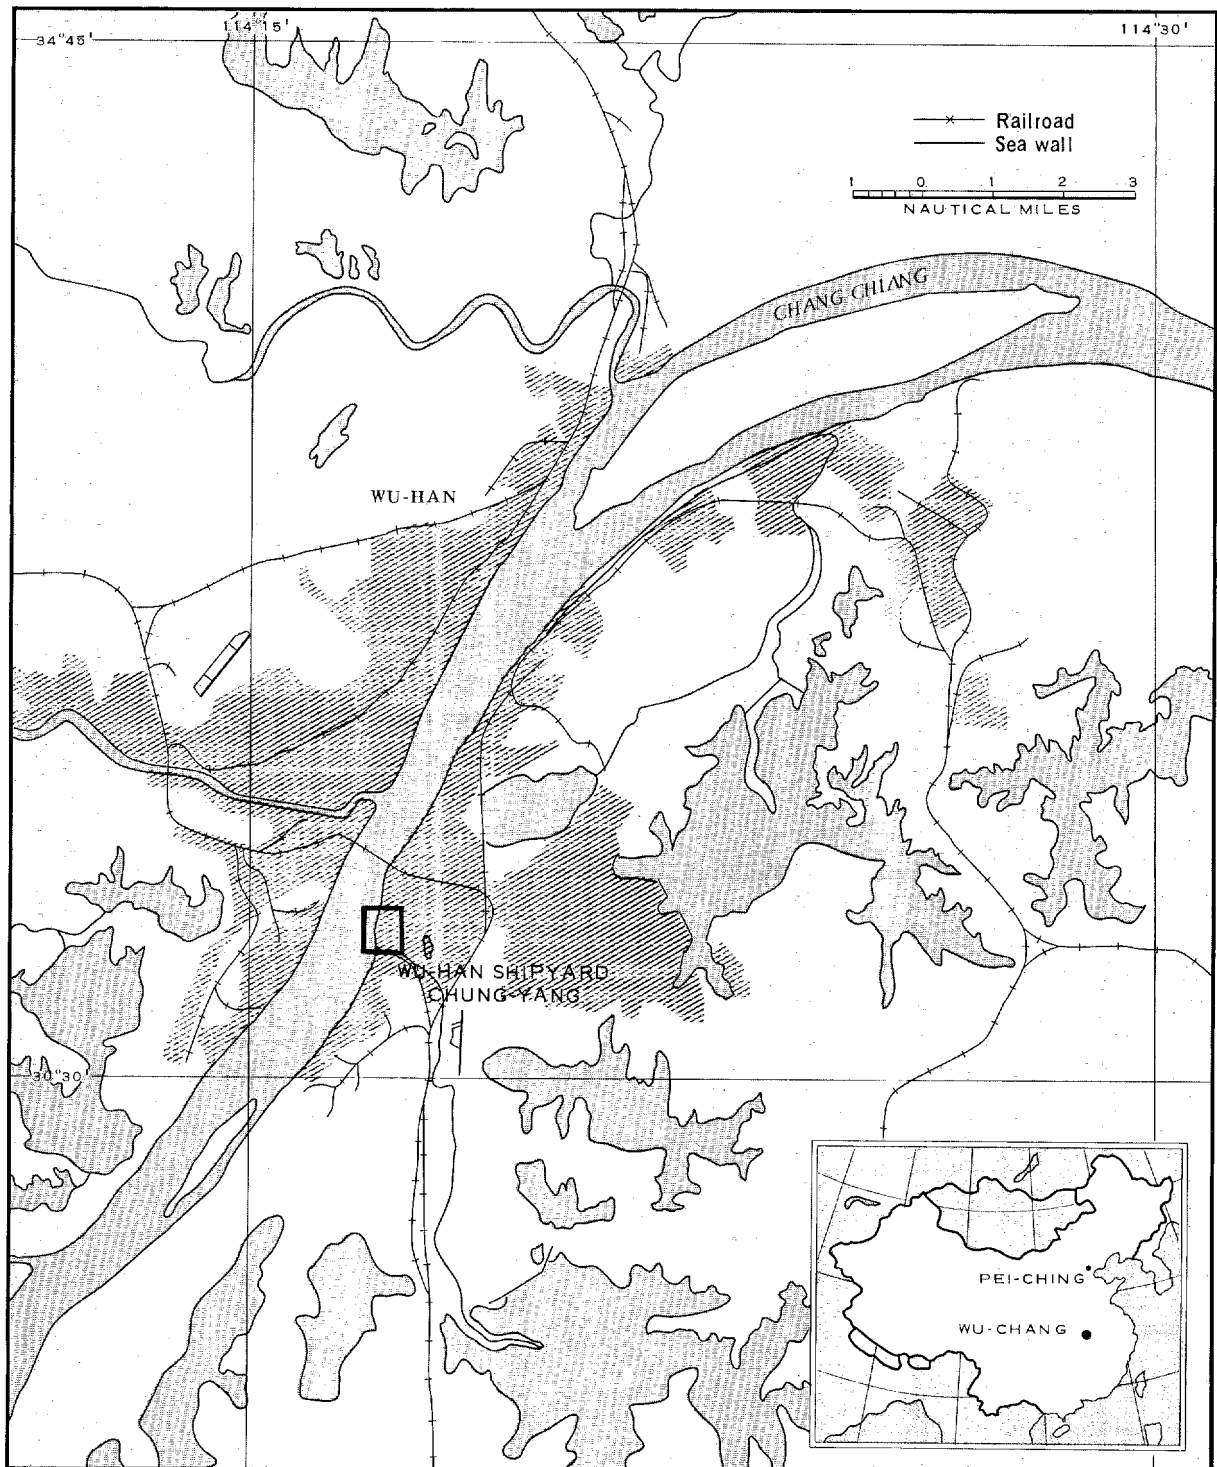 114°15'
114°30'
34°45'
Railroad
Sea wall
1 0 1 2 3
NAUTICAL MILES
CHANG CHIANG
WU-HAN
WU-HAN SHIPYARD
CHUNG-YANG
30°30'
PEI-CHING
WU-CHANG